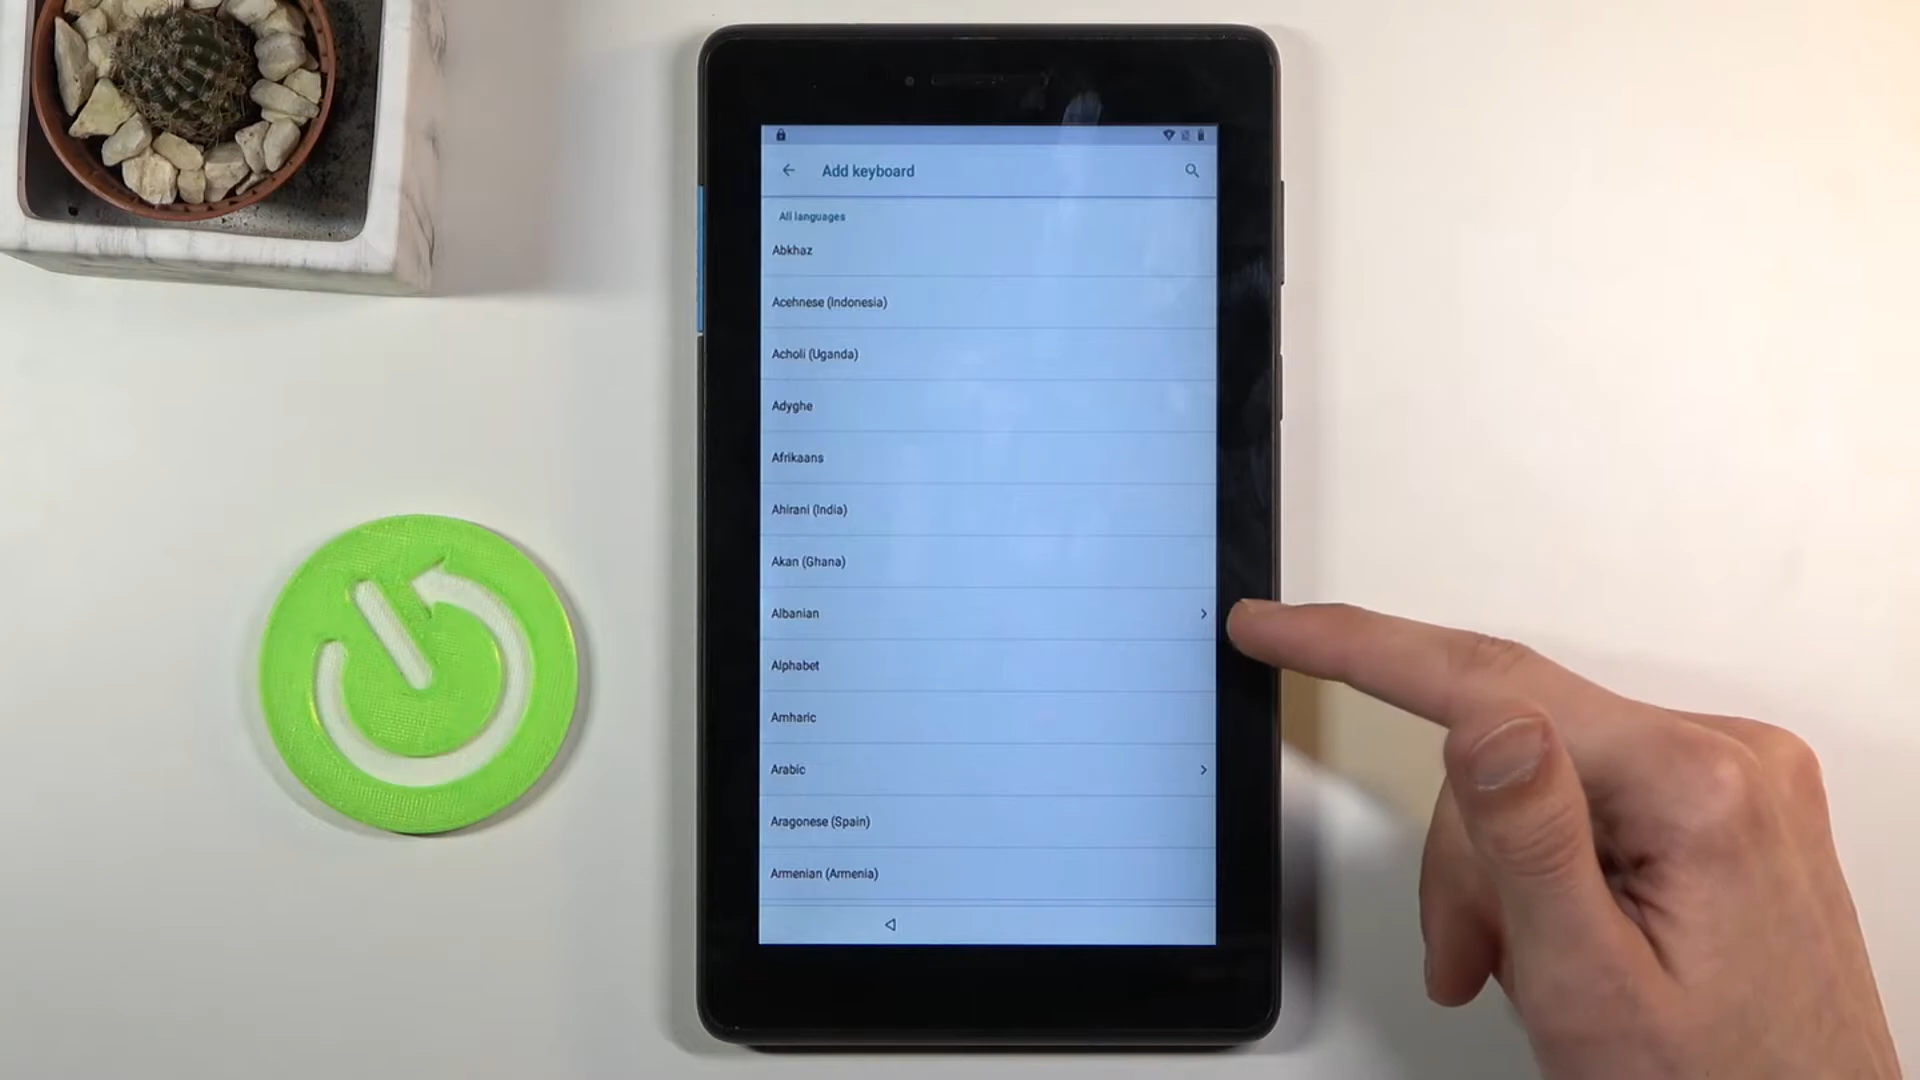 Add keyboard
All languages
Abkhaz
Acehnese (Indonesia)
Acholi (Uganda)
Adyghe
Afrikaans
Ahirani (India)
Akan (Ghana)
Albanian
Alphabet
Amharic
Arabic
Aragonese (Spain)
Armenian (Armenia)